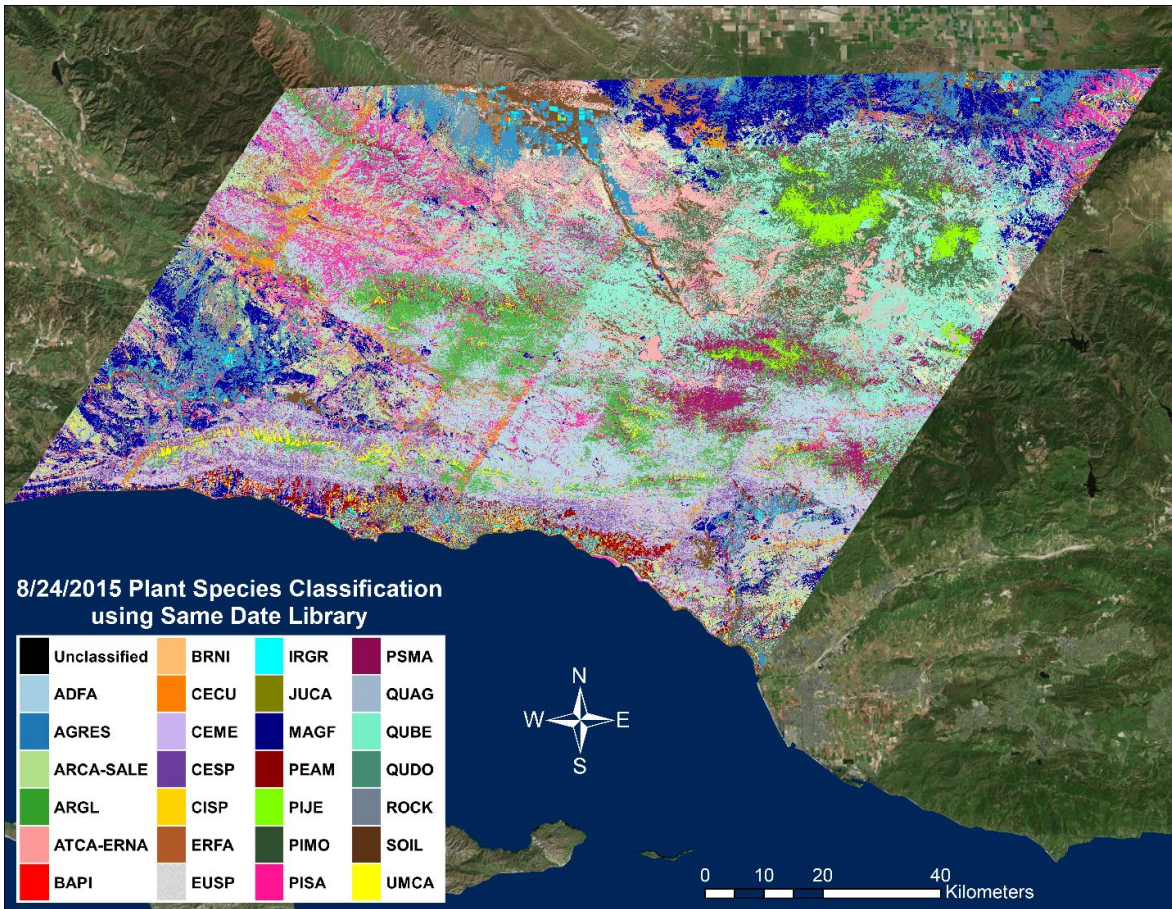 8/24/2015 Plant Species Classification
using Same Date Library
Unclassified BRNI IRGR PSMA
ADFA CECU JUCA QUAG
AGRES CEME MAGF QUBE
ARCA-SALE CESP PEAM QUDO
ARGL CISP PIJE ROCK
ATCA-ERNA ERFA PIMO SOIL
BAPI EUSP PISA UMCA
N
W E
S
0 10 20 40
Kilometers